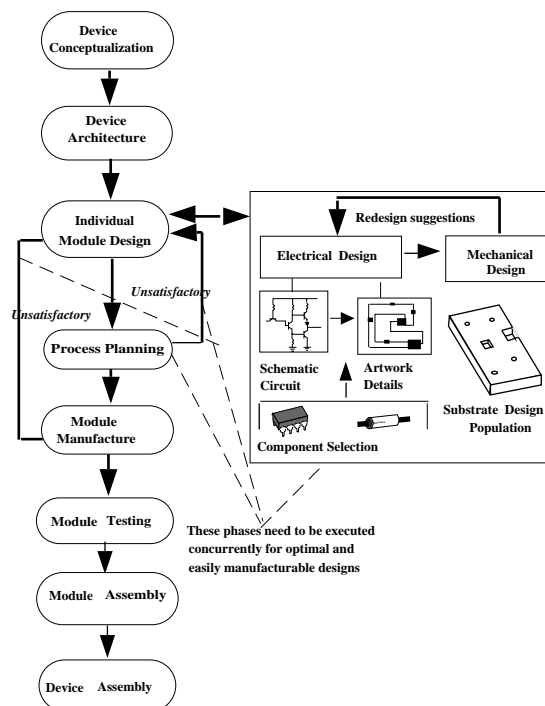 Device
Conceptualization
Device
Architecture
Individual
Module Design
Unsatisfactory
Unsatisfactory
Process Planning
Module
Manufacture
Module Testing
Module Assembly
Device Assembly
Redesign suggestions
Electrical Design
Mechanical
Design
Schematic
Circuit
Artwork
Details
Substrate Design
Population
Component Selection
These phases need to be executed
concurrently for optimal and
easily manufacturable designs